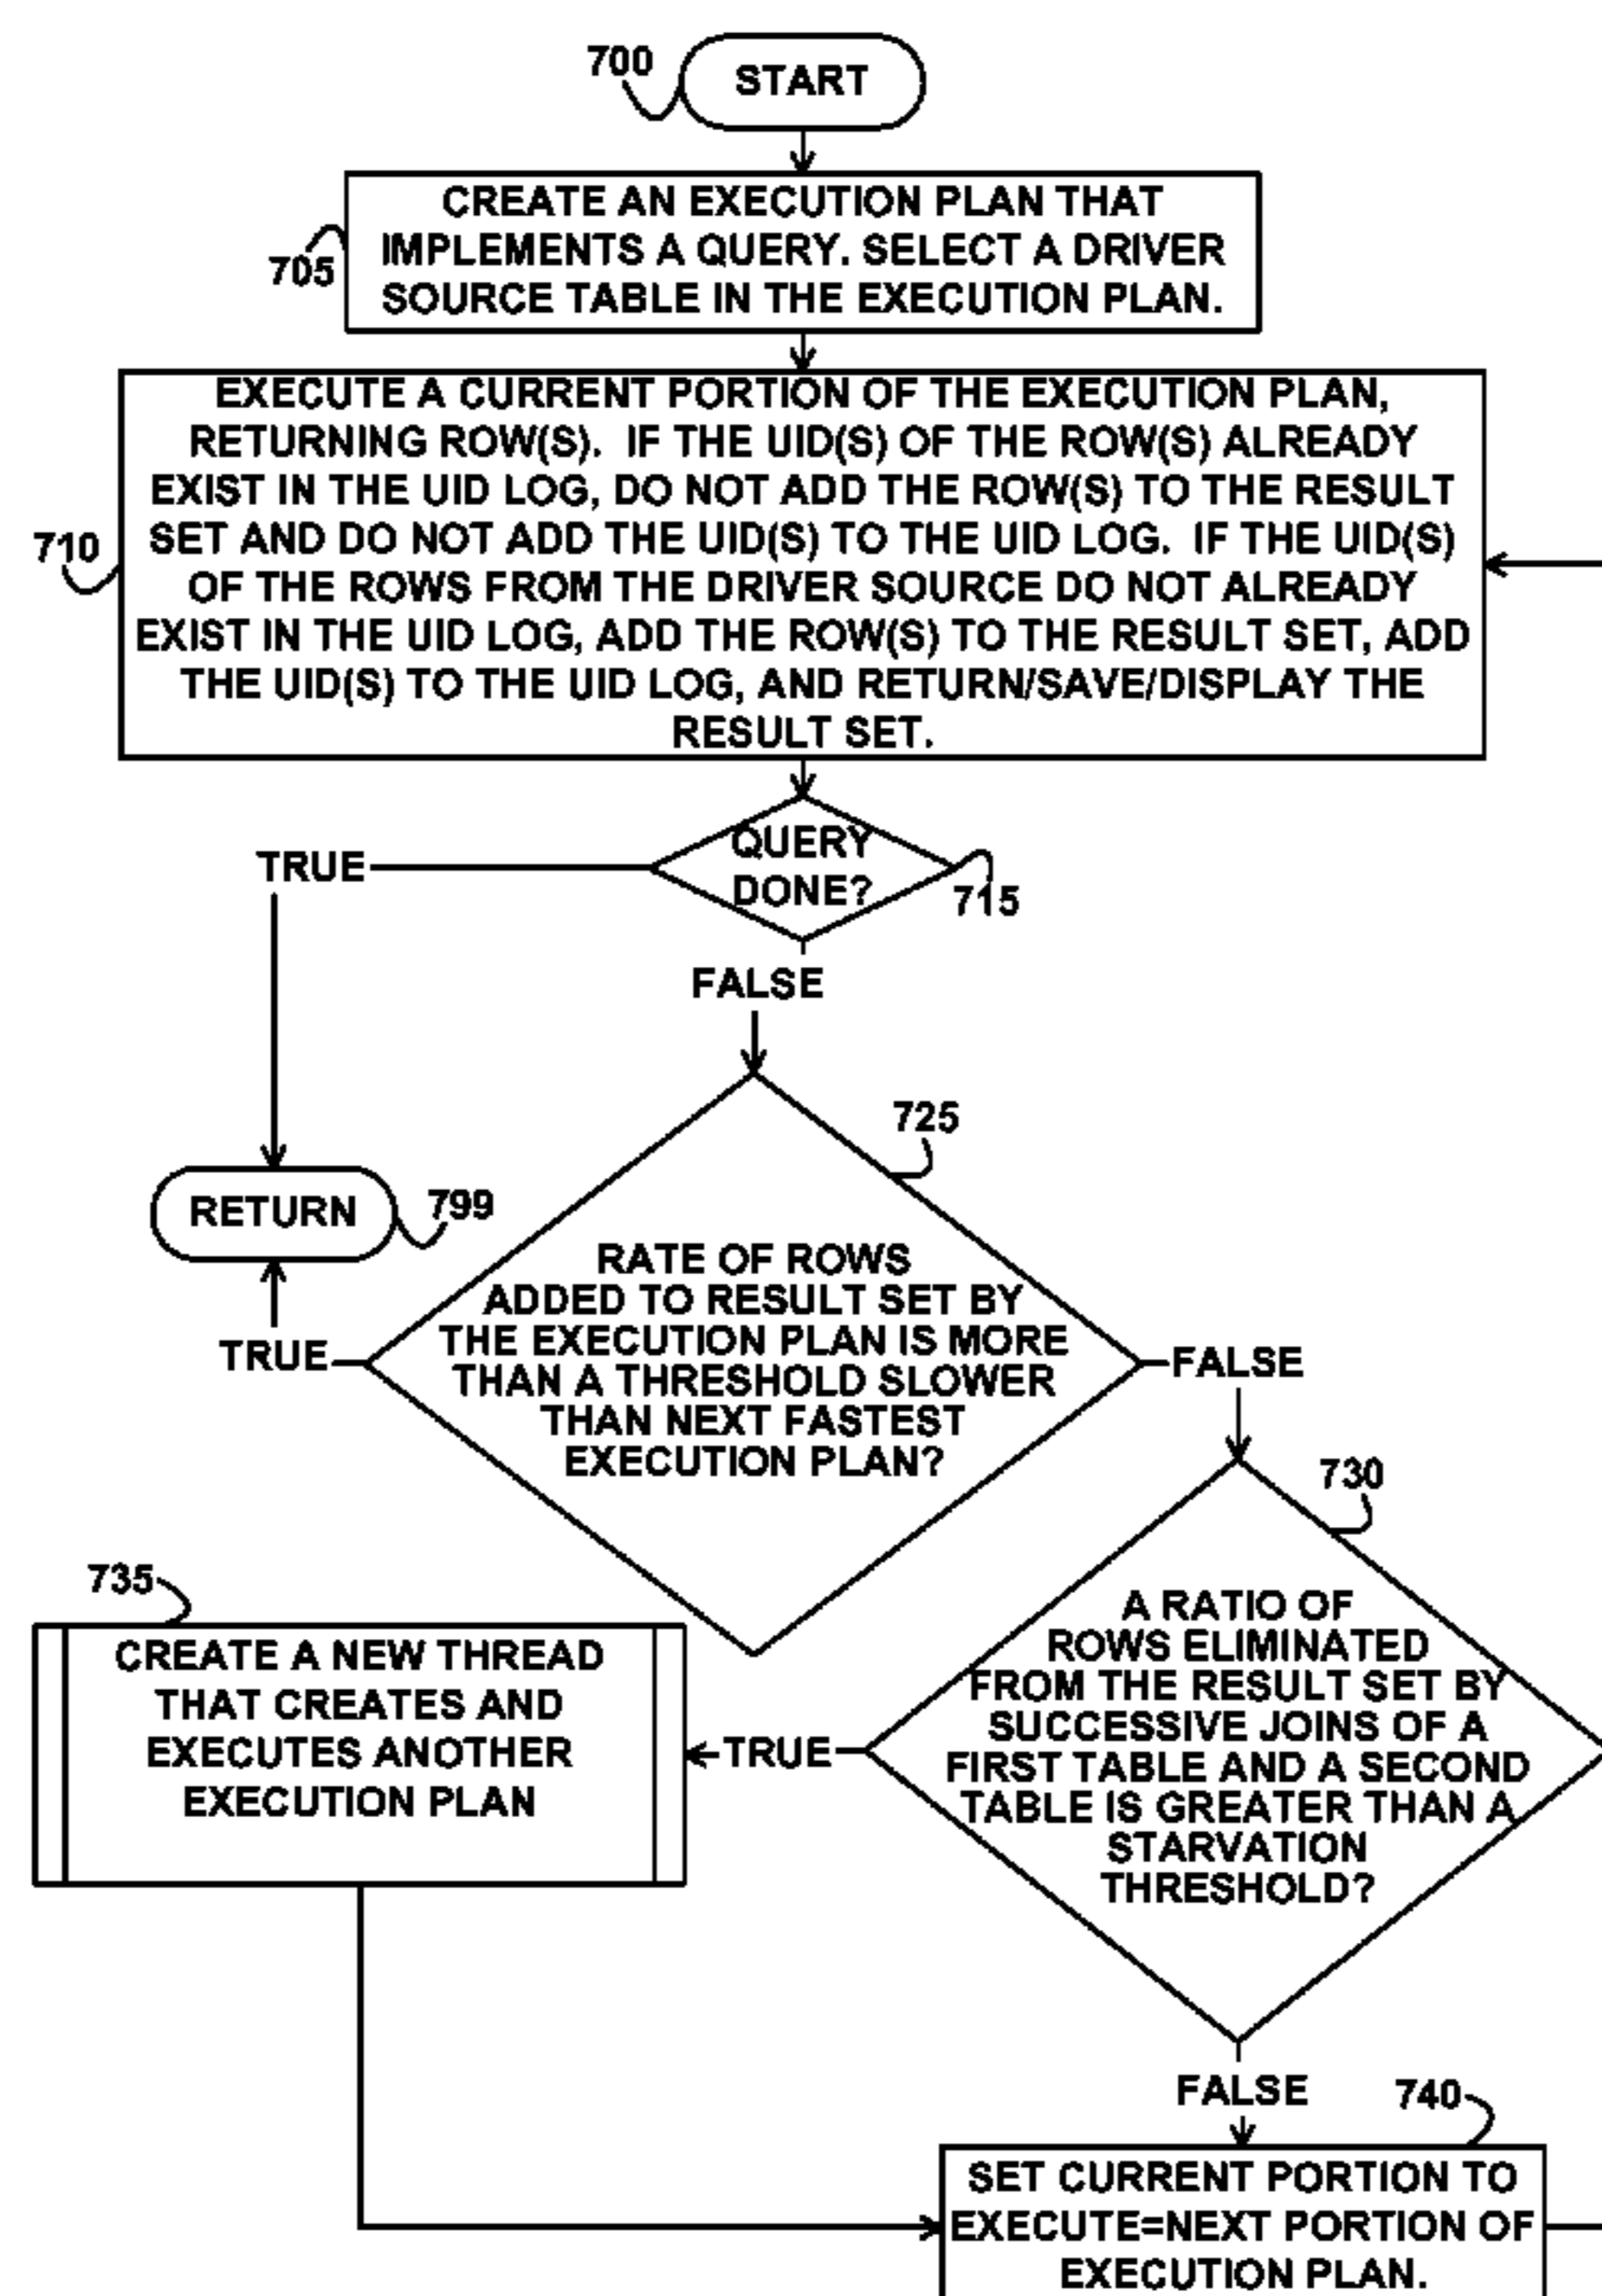 700
START
705
CREATE AN EXECUTION PLAN THAT
IMPLEMENTS A QUERY. SELECT A DRIVER
SOURCE TABLE IN THE EXECUTION PLAN.
710
EXECUTE A CURRENT PORTION OF THE EXECUTION PLAN,
RETURNING ROW(S). IF THE UID(S) OF THE ROW(S) ALREADY
EXIST IN THE UID LOG, DO NOT ADD THE ROW(S) TO THE RESULT
SET AND DO NOT ADD THE UID(S) TO THE UID LOG. IF THE UID(S)
OF THE ROWS FROM THE DRIVER SOURCE DO NOT ALREADY
EXIST IN THE UID LOG, ADD THE ROW(S) TO THE RESULT SET, ADD
THE UID(S) TO THE UID LOG, AND RETURN/SAVE/DISPLAY THE
RESULT SET.
QUERY
DONE?
715
TRUE
FALSE
725
RETURN
799
RATE OF ROWS
ADDED TO RESULT SET BY
THE EXECUTION PLAN IS MORE
THAN A THRESHOLD SLOWER
THAN NEXT FASTEST
EXECUTION PLAN?
TRUE
FALSE
730
A RATIO OF
ROWS ELIMINATED
FROM THE RESULT SET BY
SUCCESSIVE JOINS OF A
FIRST TABLE AND A SECOND
TABLE IS GREATER THAN A
STARVATION
THRESHOLD?
TRUE
735
CREATE A NEW THREAD
THAT CREATES AND
EXECUTES ANOTHER
EXECUTION PLAN
FALSE
740
SET CURRENT PORTION TO
EXECUTE=NEXT PORTION OF
EXECUTION PLAN.